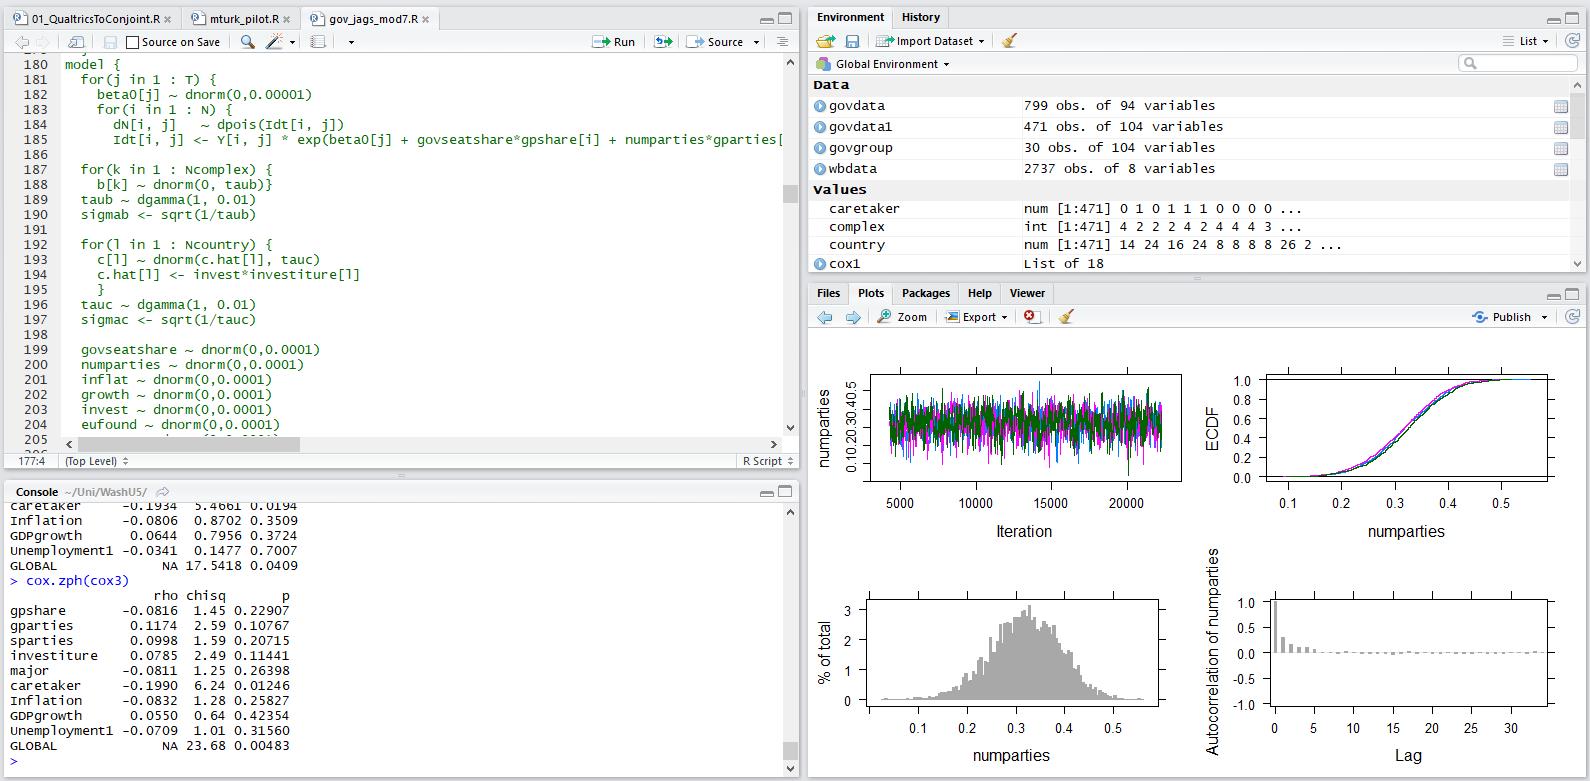 01_QualtricsToConjoint.R
mturk_pilot.R
gov_jags_mod7.R
Source on Save
Run
Source
180 model {
181 for(j in 1 : T) {
182 beta0[j] ~ dnorm(0,0.00001)
183 for(i in 1 : N) {
184 dN[i, j] ~ dpois(Idt[i, j])
185 Idt[i, j] <- Y[i, j] * exp(beta0[j] + govseatshare*gpshare[i] + numparties*gparties[
186
187 for(k in 1 : Ncomplex) {
188 b[k] ~ dnorm(0, taub)}
189 taub ~ dgamma(1, 0.01)
190 sigmab <- sqrt(1/taub)
191
192 for(l in 1 : Ncountry) {
193 c[l] ~ dnorm(c.hat[l], tauc)
194 c.hat[l] <- invest*investiture[l]
195 }
196 tauc ~ dgamma(1, 0.01)
197 sigmac <- sqrt(1/tauc)
198
199 govseatshare ~ dnorm(0,0.0001)
200 numparties ~ dnorm(0,0.0001)
201 inflat ~ dnorm(0,0.0001)
202 growth ~ dnorm(0,0.0001)
203 invest ~ dnorm(0,0.0001)
204 eufound ~ dnorm(0,0.0001)
205
177:4 (Top Level) R Script
Console ~/Uni/WashU5/
caretaker -0.1934 5.4661 0.0194
Inflation -0.0806 0.8702 0.3509
GDPgrowth 0.0644 0.7956 0.3724
Unemployment1 -0.0341 0.1477 0.7007
GLOBAL NA 17.5418 0.0409
> cox.zph(cox3)
rho chisq p
gpshare -0.0816 1.45 0.22907
gparties 0.1174 2.59 0.10767
sparties 0.0998 1.59 0.20715
investiture 0.0785 2.49 0.11441
major -0.0811 1.25 0.26398
caretaker -0.1990 6.24 0.01246
Inflation -0.0832 1.28 0.25827
GDPgrowth 0.0550 0.64 0.42354
Unemployment1 -0.0709 1.01 0.31560
GLOBAL NA 23.68 0.00483
>
Environment History
Import Dataset List
Global Environment
Data
govdata 799 obs. of 94 variables
govdata1 471 obs. of 104 variables
govgroup 30 obs. of 104 variables
wbdata 2737 obs. of 8 variables
Values
caretaker num [1:471] 0 1 0 1 1 1 0 0 0 0 ...
complex int [1:471] 4 2 2 2 4 2 4 4 4 3 ...
country num [1:471] 14 24 16 24 8 8 8 8 26 2 ...
cox1 List of 18
Files Plots Packages Help Viewer
Zoom Export Publish
numparties
0.10.20.30.40.5
5000 10000 15000 20000
Iteration
ECDF
1.0
0.8
0.6
0.4
0.2
0.0
0.1 0.2 0.3 0.4 0.5
numparties
% of total
3
2
1
0
0.1 0.2 0.3 0.4 0.5
numparties
Autocorrelation of numparties
1.0
0.5
0.0
-0.5
-1.0
0 5 10 15 20 25 30
Lag